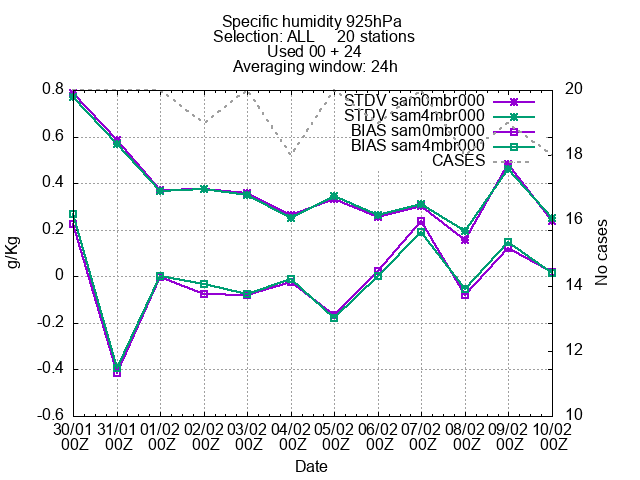 Specific humidity 925hPa
Selection: ALL     20 stations
Used 00 + 24
Averaging window: 24h
STDV sam0mbr000
STDV sam4mbr000
BIAS sam0mbr000
BIAS sam4mbr000
CASES
0.8
0.6
0.4
0.2
0
-0.2
-0.4
-0.6
g/Kg
20
18
16
14
12
10
No cases
30/01 31/01 01/02 02/02 03/02 04/02 05/02 06/02 07/02 08/02 09/02 10/02
00Z 00Z 00Z 00Z 00Z 00Z 00Z 00Z 00Z 00Z 00Z 00Z
Date